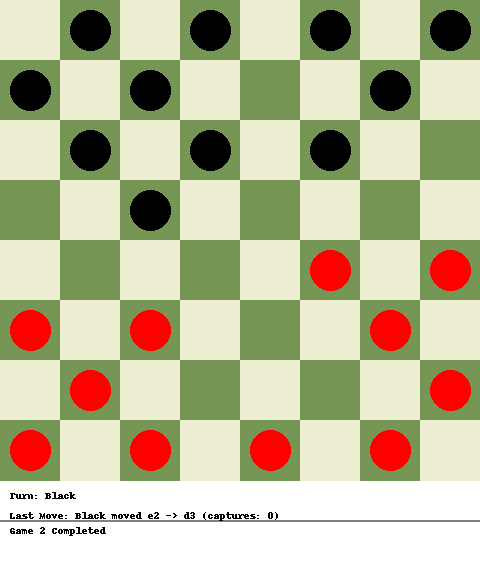 Turn: Black
Last Move: Black moved e2 -> d3 (captures: 0)
Game 2 Completed